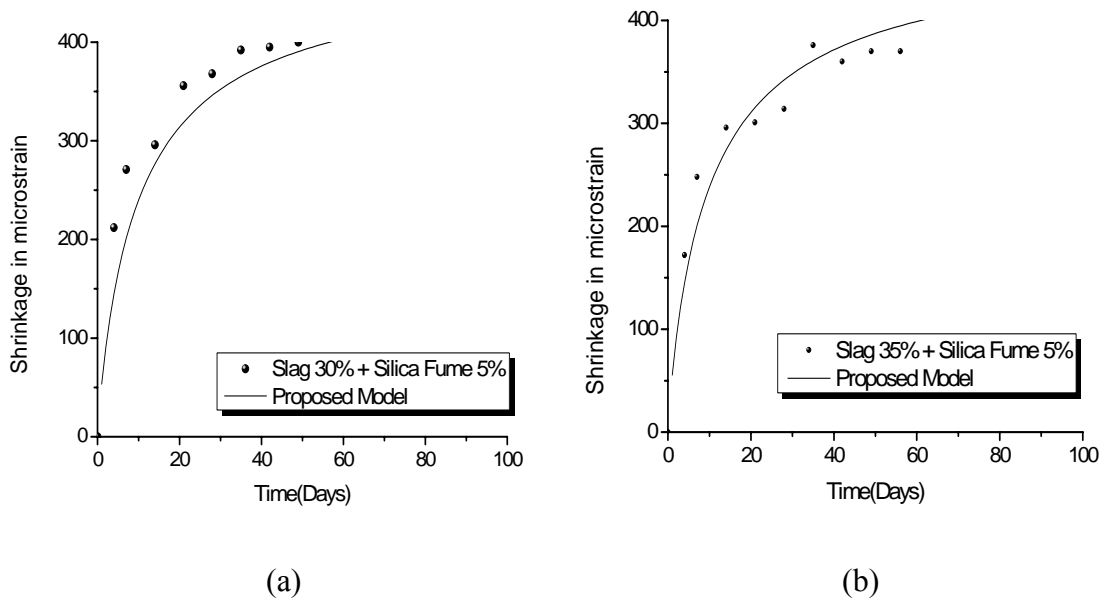 400
300
200
100
0
Shrinkage in microstrain
Slag 30% + Silica Fume 5%
Proposed Model
0 20 40 60 80 100
Time(Days)
(a)
400
300
200
100
0
Shrinkage in microstrain
Slag 35% + Silica Fume 5%
Proposed Model
0 20 40 60 80 100
Time(Days)
(b)